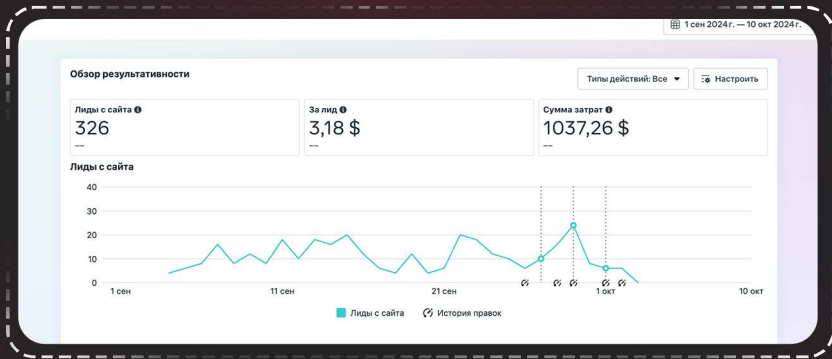 1 сен 2024 г. — 10 окт 2024 г.
Обзор результативности
Типы действий: Все
Настроить
Лиды с сайта
326
—
За лид
3,18 $
—
Сумма затрат
1037,26 $
—
Лиды с сайта
40
30
20
10
0
1 сен
11 сен
21 сен
1 окт
10 окт
Лиды с сайта
История правок